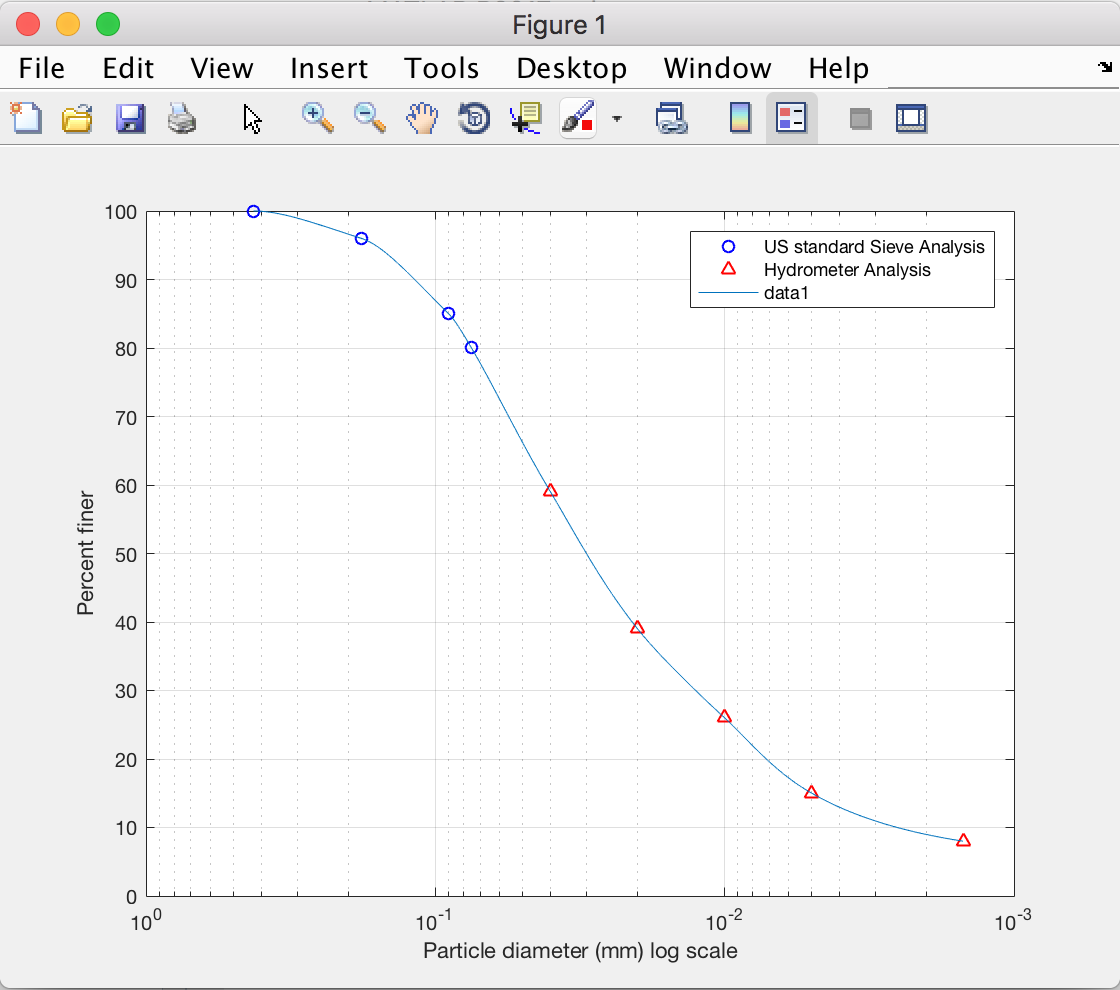 Figure 1
File Edit View Insert Tools Desktop Window Help
100
90
80
70
60
50
40
30
20
10
0
Percent finer
US standard Sieve Analysis
Hydrometer Analysis
data1
10^0 10^-1 10^-2 10^-3
Particle diameter (mm) log scale